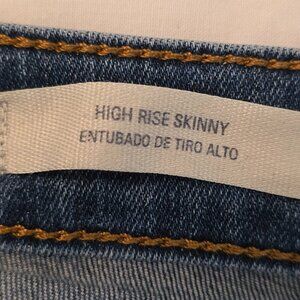 HIGH RISE SKINNY
ENTUBADO DE TIRO ALTO